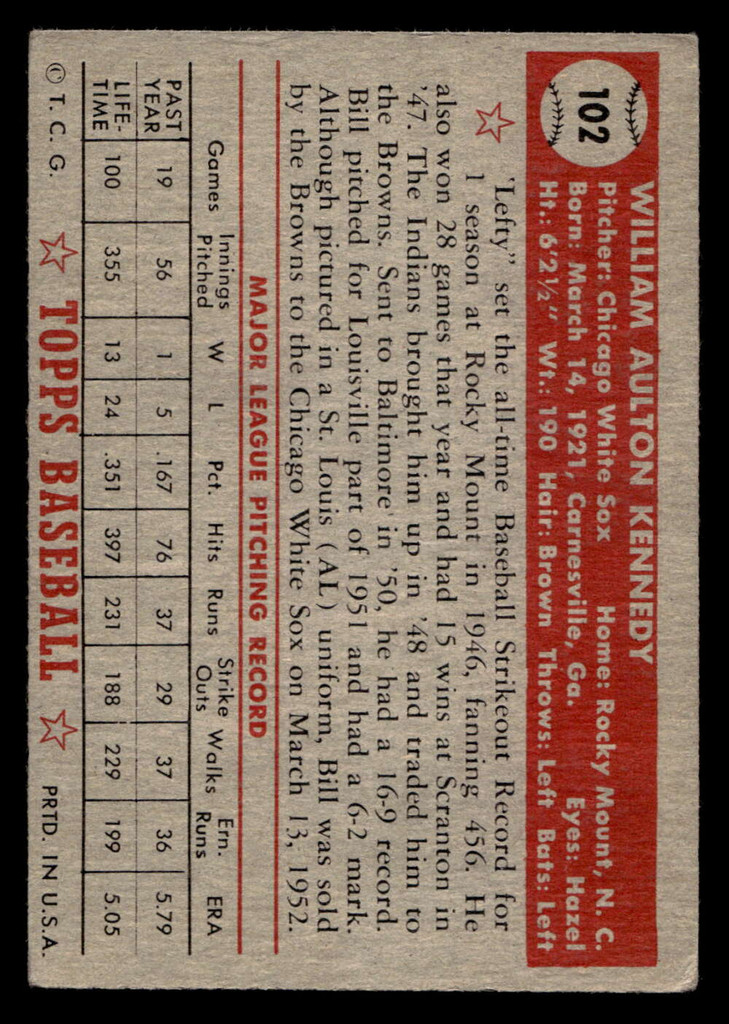 102
WILLIAM AULTON KENNEDY
Pitcher: Chicago White Sox Home: Rocky Mount, N. C.
Born: March 14, 1921, Carnesville, Ga. Eyes: Hazel
Ht.: 6'2½" Wt.: 190 Hair: Brown Throws: Left Bats: Left
'Lefty" set the all-time Baseball Strikeout Record for
1 season at Rocky Mount in 1946, fanning 456. He
also won 28 games that year and had 15 wins at Scranton in
'47. The Indians brought him up in '48 and traded him to
the Browns. Sent to Baltimore in '50, he had a 16-9 record.
Bill pitched for Louisville part of 1951 and had a 6-2 mark.
Although pictured in a St. Louis (AL) uniform, Bill was sold
by the Browns to the Chicago White Sox on March 13, 1952.
MAJOR LEAGUE PITCHING RECORD
Games Innings Pitched W L Pct. Hits Runs Strike Outs Walks Ern. Runs ERA
PAST YEAR 19 56 1 5 .167 76 37 29 37 36 5.79
LIFE-TIME 100 355 13 24 .351 397 231 188 229 199 5.05
© T. C. G. TOPPS BASEBALL PRTD. IN U.S.A.